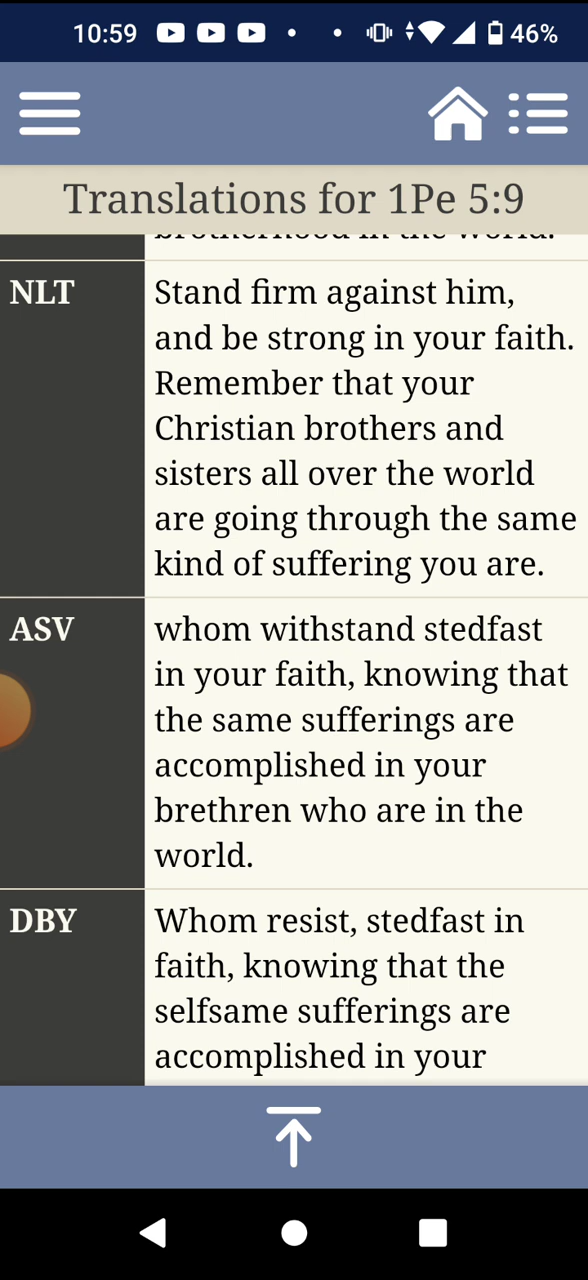 10:59
46%
Translations for 1Pe 5:9
brotherhood in the world.
NLT
Stand firm against him,
and be strong in your faith.
Remember that your
Christian brothers and
sisters all over the world
are going through the same
kind of suffering you are.
ASV
whom withstand stedfast
in your faith, knowing that
the same sufferings are
accomplished in your
brethren who are in the
world.
DBY
Whom resist, stedfast in
faith, knowing that the
selfsame sufferings are
accomplished in your